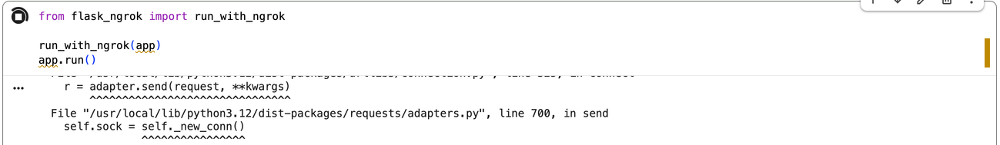 from flask_ngrok import run_with_ngrok
run_with_ngrok(app)
app.run()
r = adapter.send(request, **kwargs)
^^^^^^^^^^^^^^^^^^^^^^^^^^^^^^^
File "/usr/local/lib/python3.12/dist-packages/requests/adapters.py", line 700, in send
self.sock = self._new_conn()
^^^^^^^^^^^^^^^^